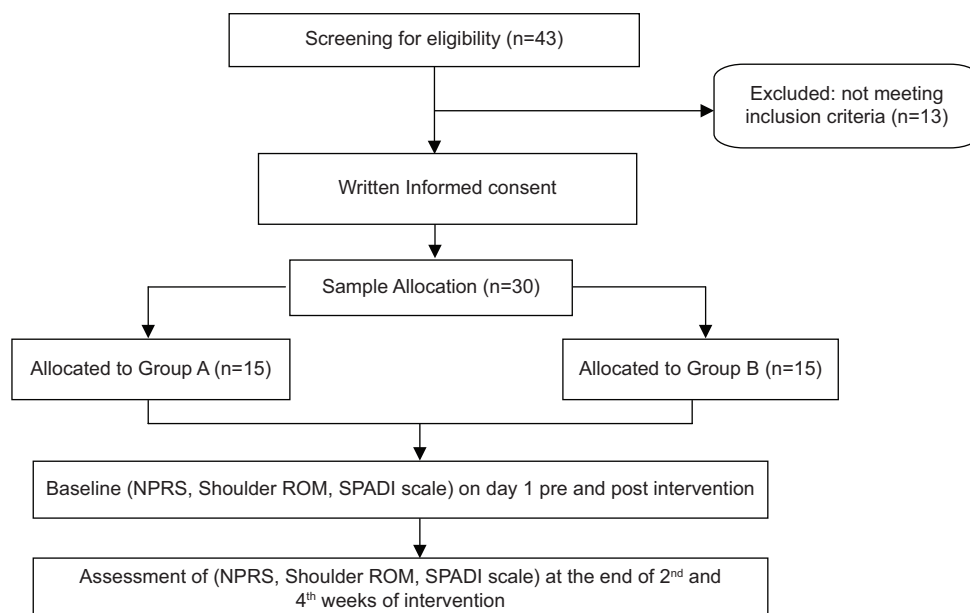 Screening for eligibility (n=43)
Excluded: not meeting
inclusion criteria (n=13)
Written Informed consent
Sample Allocation (n=30)
Allocated to Group A (n=15)
Allocated to Group B (n=15)
Baseline (NPRS, Shoulder ROM, SPADI scale) on day 1 pre and post intervention
Assessment of (NPRS, Shoulder ROM, SPADI scale) at the end of 2nd and
4th weeks of intervention